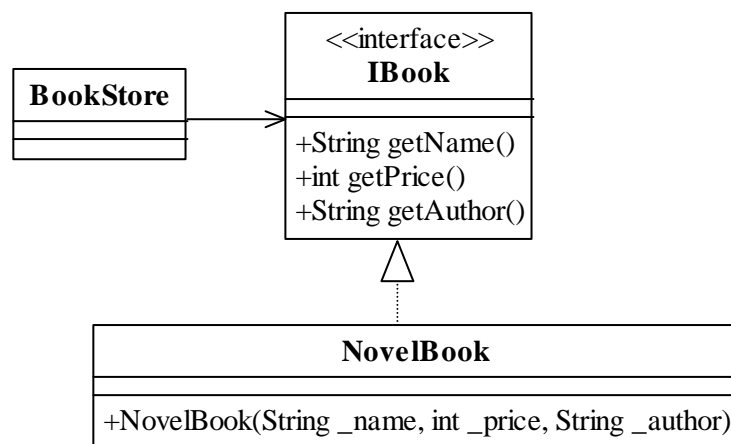 BookStore
<<interface>>
IBook
+String getName()
+int getPrice()
+String getAuthor()
NovelBook
+NovelBook(String _name, int _price, String _author)